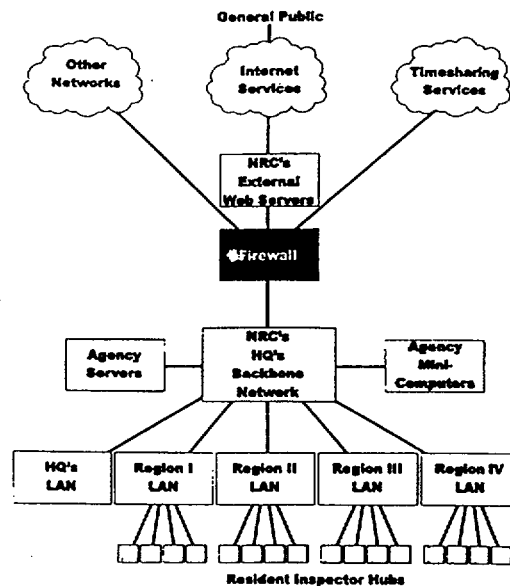 General Public
Other
Networks
Internet
Services
Timesharing
Services
NRC's
External
Web Servers
Firewall
NRC's
HQ's
Backbone
Network
Agency
Servers
Agency
Mini-
Computers
HQ's
LAN
Region I
LAN
Region II
LAN
Region III
LAN
Region IV
LAN
Resident Inspector Hubs